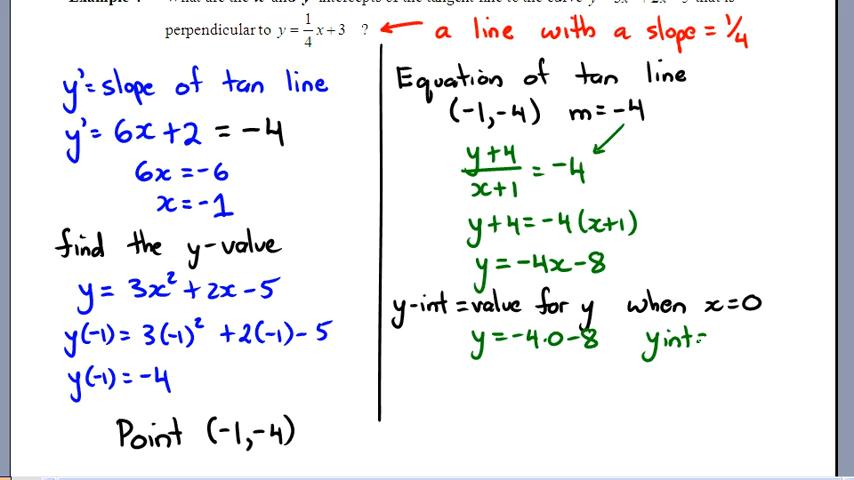 perpendicular to y = 1/4 x + 3 ? ← a line with a slope = 1/4
y' = slope of tan line
y' = 6x + 2 = -4
6x = -6
x = -1
find the y-value
y = 3x² + 2x - 5
y(-1) = 3(-1)² + 2(-1) - 5
y(-1) = -4
Point (-1, -4)
Equation of tan line
(-1, -4) m = -4
y+4/x+1 = -4
y+4 = -4(x+1)
y = -4x - 8
y-int = value for y when x = 0
y = -4·0 - 8 y int =